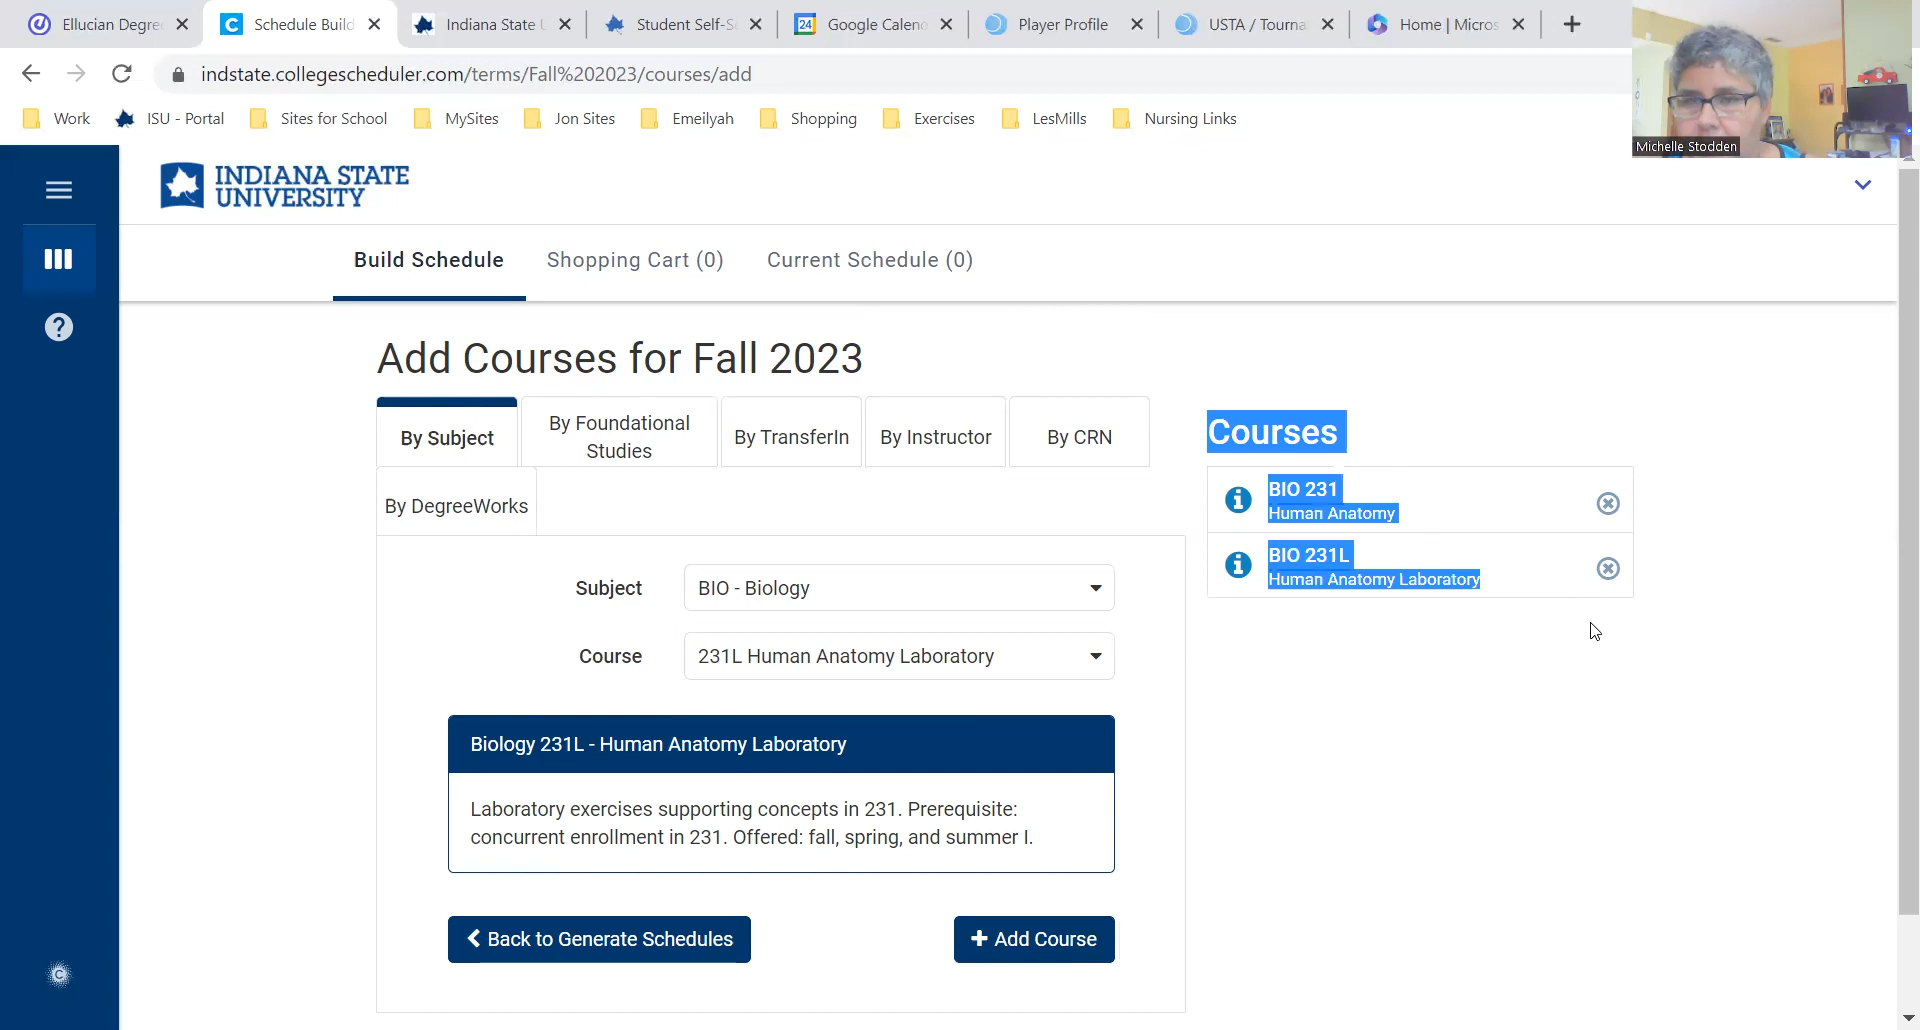 Ellucian Degre
Schedule Build
Indiana State U
Student Self-S
24
Google Calend
Player Profile
USTA / Tourna
Home | Micros
indstate.collegescheduler.com/terms/Fall%202023/courses/add
Work
ISU - Portal
Sites for School
MySites
Jon Sites
Emeilyah
Shopping
Exercises
LesMills
Nursing Links
Michelle Stodden
INDIANA STATE
UNIVERSITY
Build Schedule
Shopping Cart (0)
Current Schedule (0)
Add Courses for Fall 2023
By Subject
By Foundational
Studies
By TransferIn
By Instructor
By CRN
By DegreeWorks
Courses
BIO 231
Human Anatomy
BIO 231L
Human Anatomy Laboratory
Subject
BIO - Biology
Course
231L Human Anatomy Laboratory
Biology 231L - Human Anatomy Laboratory
Laboratory exercises supporting concepts in 231. Prerequisite:
concurrent enrollment in 231. Offered: fall, spring, and summer I.
Back to Generate Schedules
+ Add Course